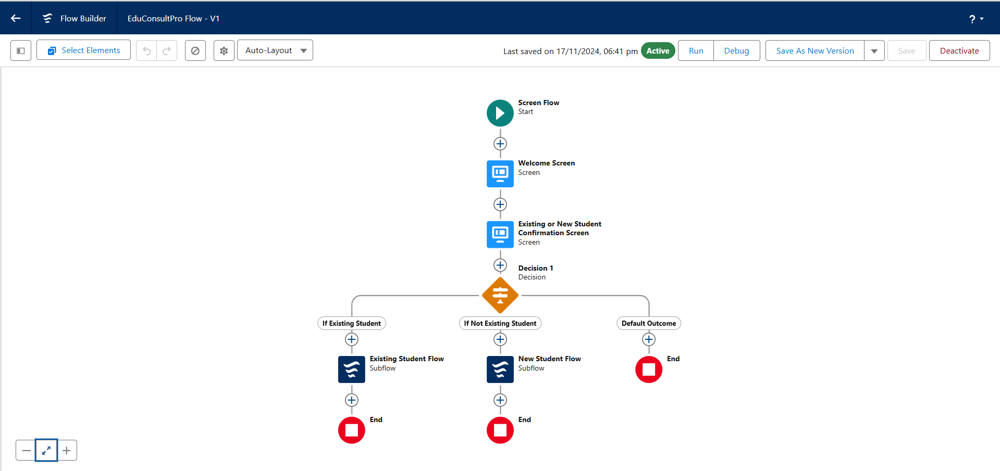 Flow Builder
EduConsultPro Flow - V1
?
Select Elements
Auto-Layout
Last saved on 17/11/2024, 06:41 pm
Active
Run
Debug
Save As New Version
Save
Deactivate
Screen Flow
Start
Welcome Screen
Screen
Existing or New Student
Confirmation Screen
Screen
Decision 1
Decision
If Existing Student
If Not Existing Student
Default Outcome
Existing Student Flow
Subflow
New Student Flow
Subflow
End
End
End